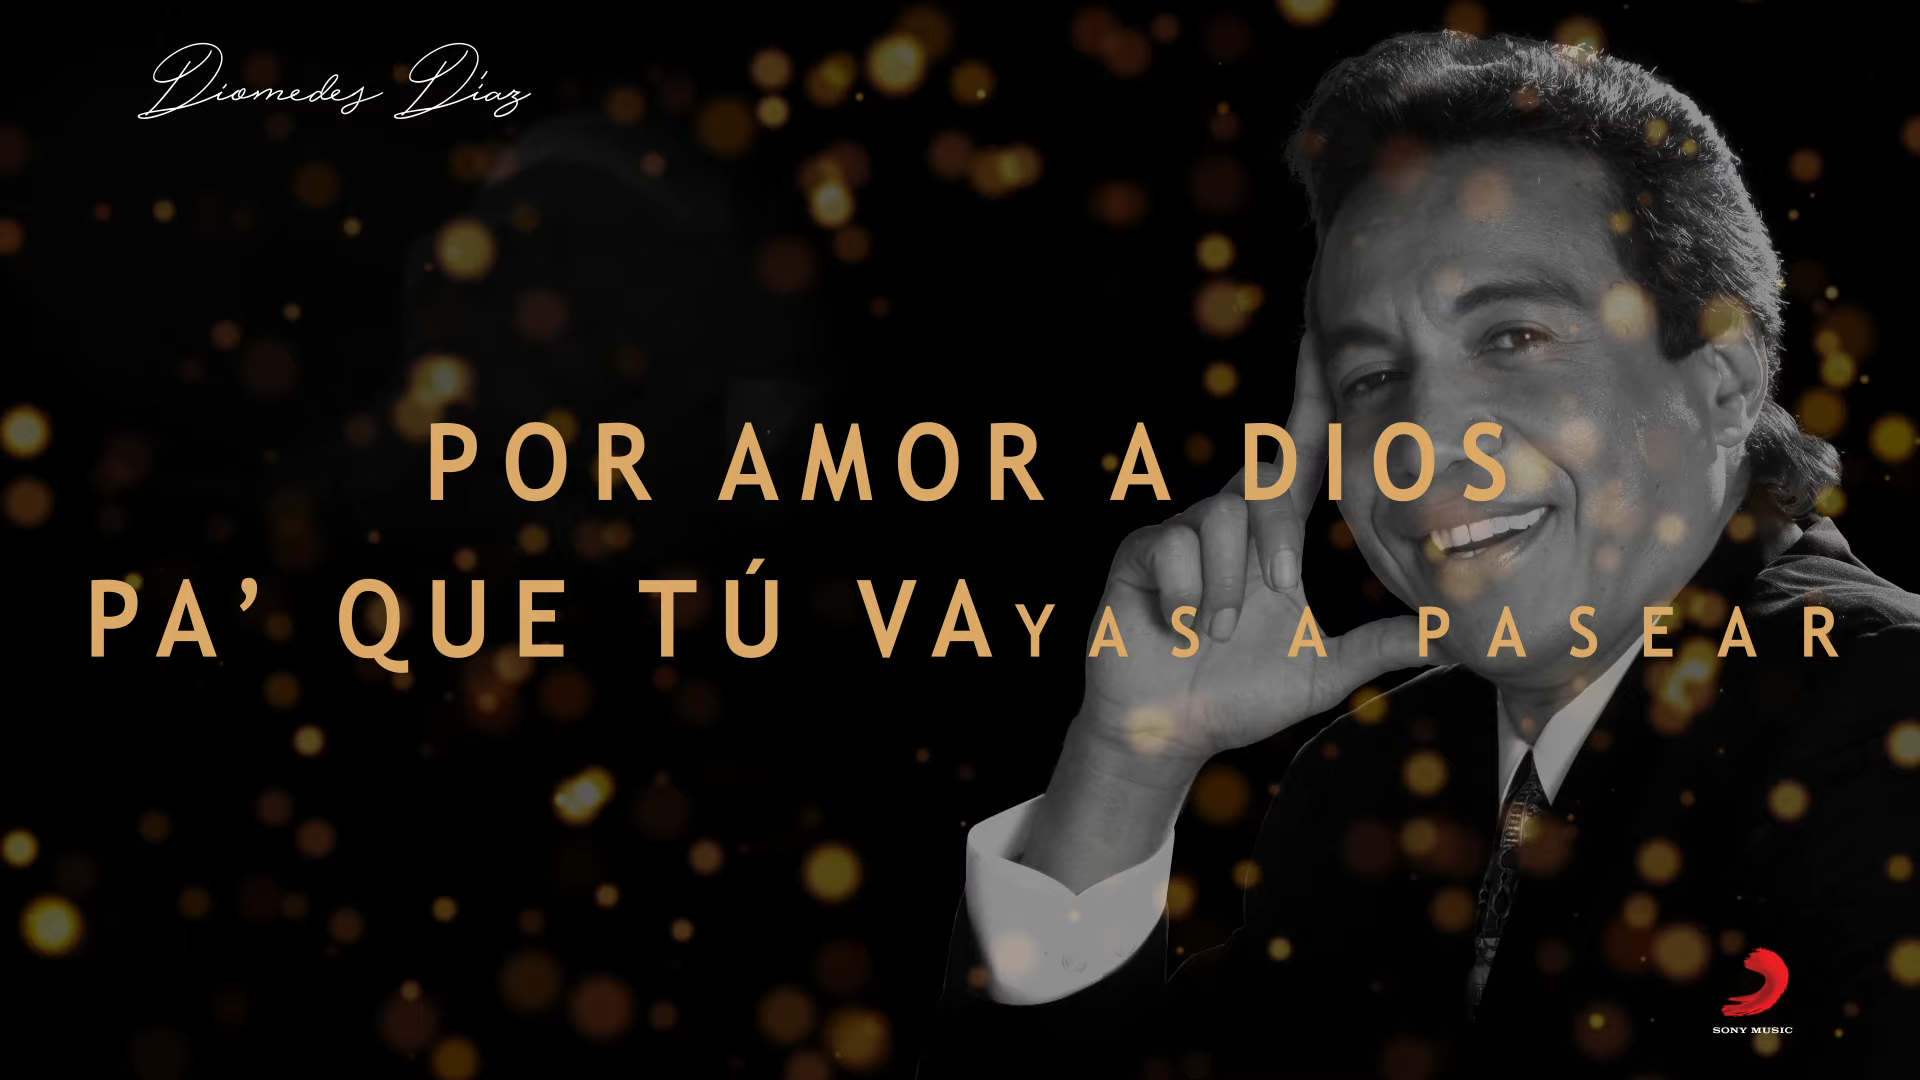 Diomedes Díaz
POR AMOR A DIOS
PA’ QUE TÚ VAYAS A PASEAR
SONY MUSIC